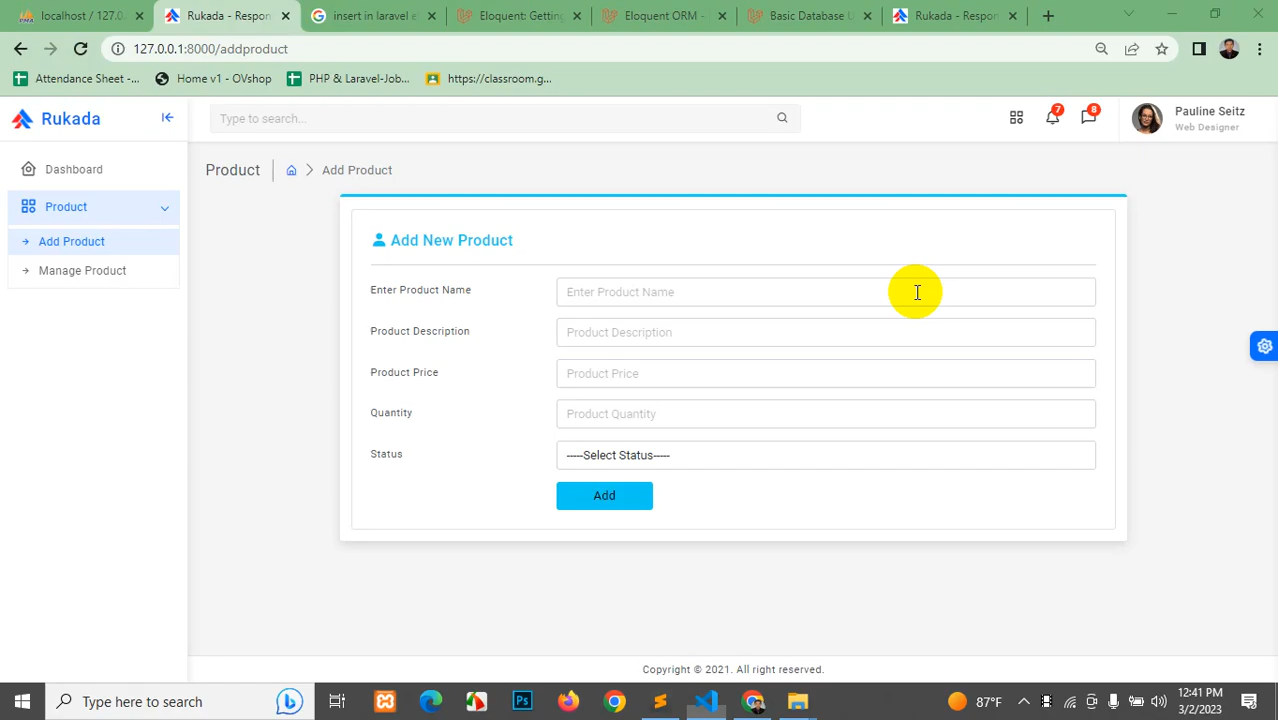 localhost / 127.0.
Rukada - Respon
insert in laravel e
Eloquent: Getting
Eloquent ORM -
Basic Database U
Rukada - Respon
127.0.0.1:8000/addproduct
Attendance Sheet -...
Home v1 - OVshop
PHP & Laravel-Job...
https://classroom.g...
Rukada
Type to search...
7
8
Pauline Seitz
Web Designer
Dashboard
Product
Add Product
Manage Product
Product
Add Product
Add New Product
Enter Product Name
Enter Product Name
Product Description
Product Description
Product Price
Product Price
Quantity
Product Quantity
Status
-----Select Status-----
Add
Copyright © 2021. All right reserved.
Type here to search
Ps
87°F
12:41 PM
3/2/2023